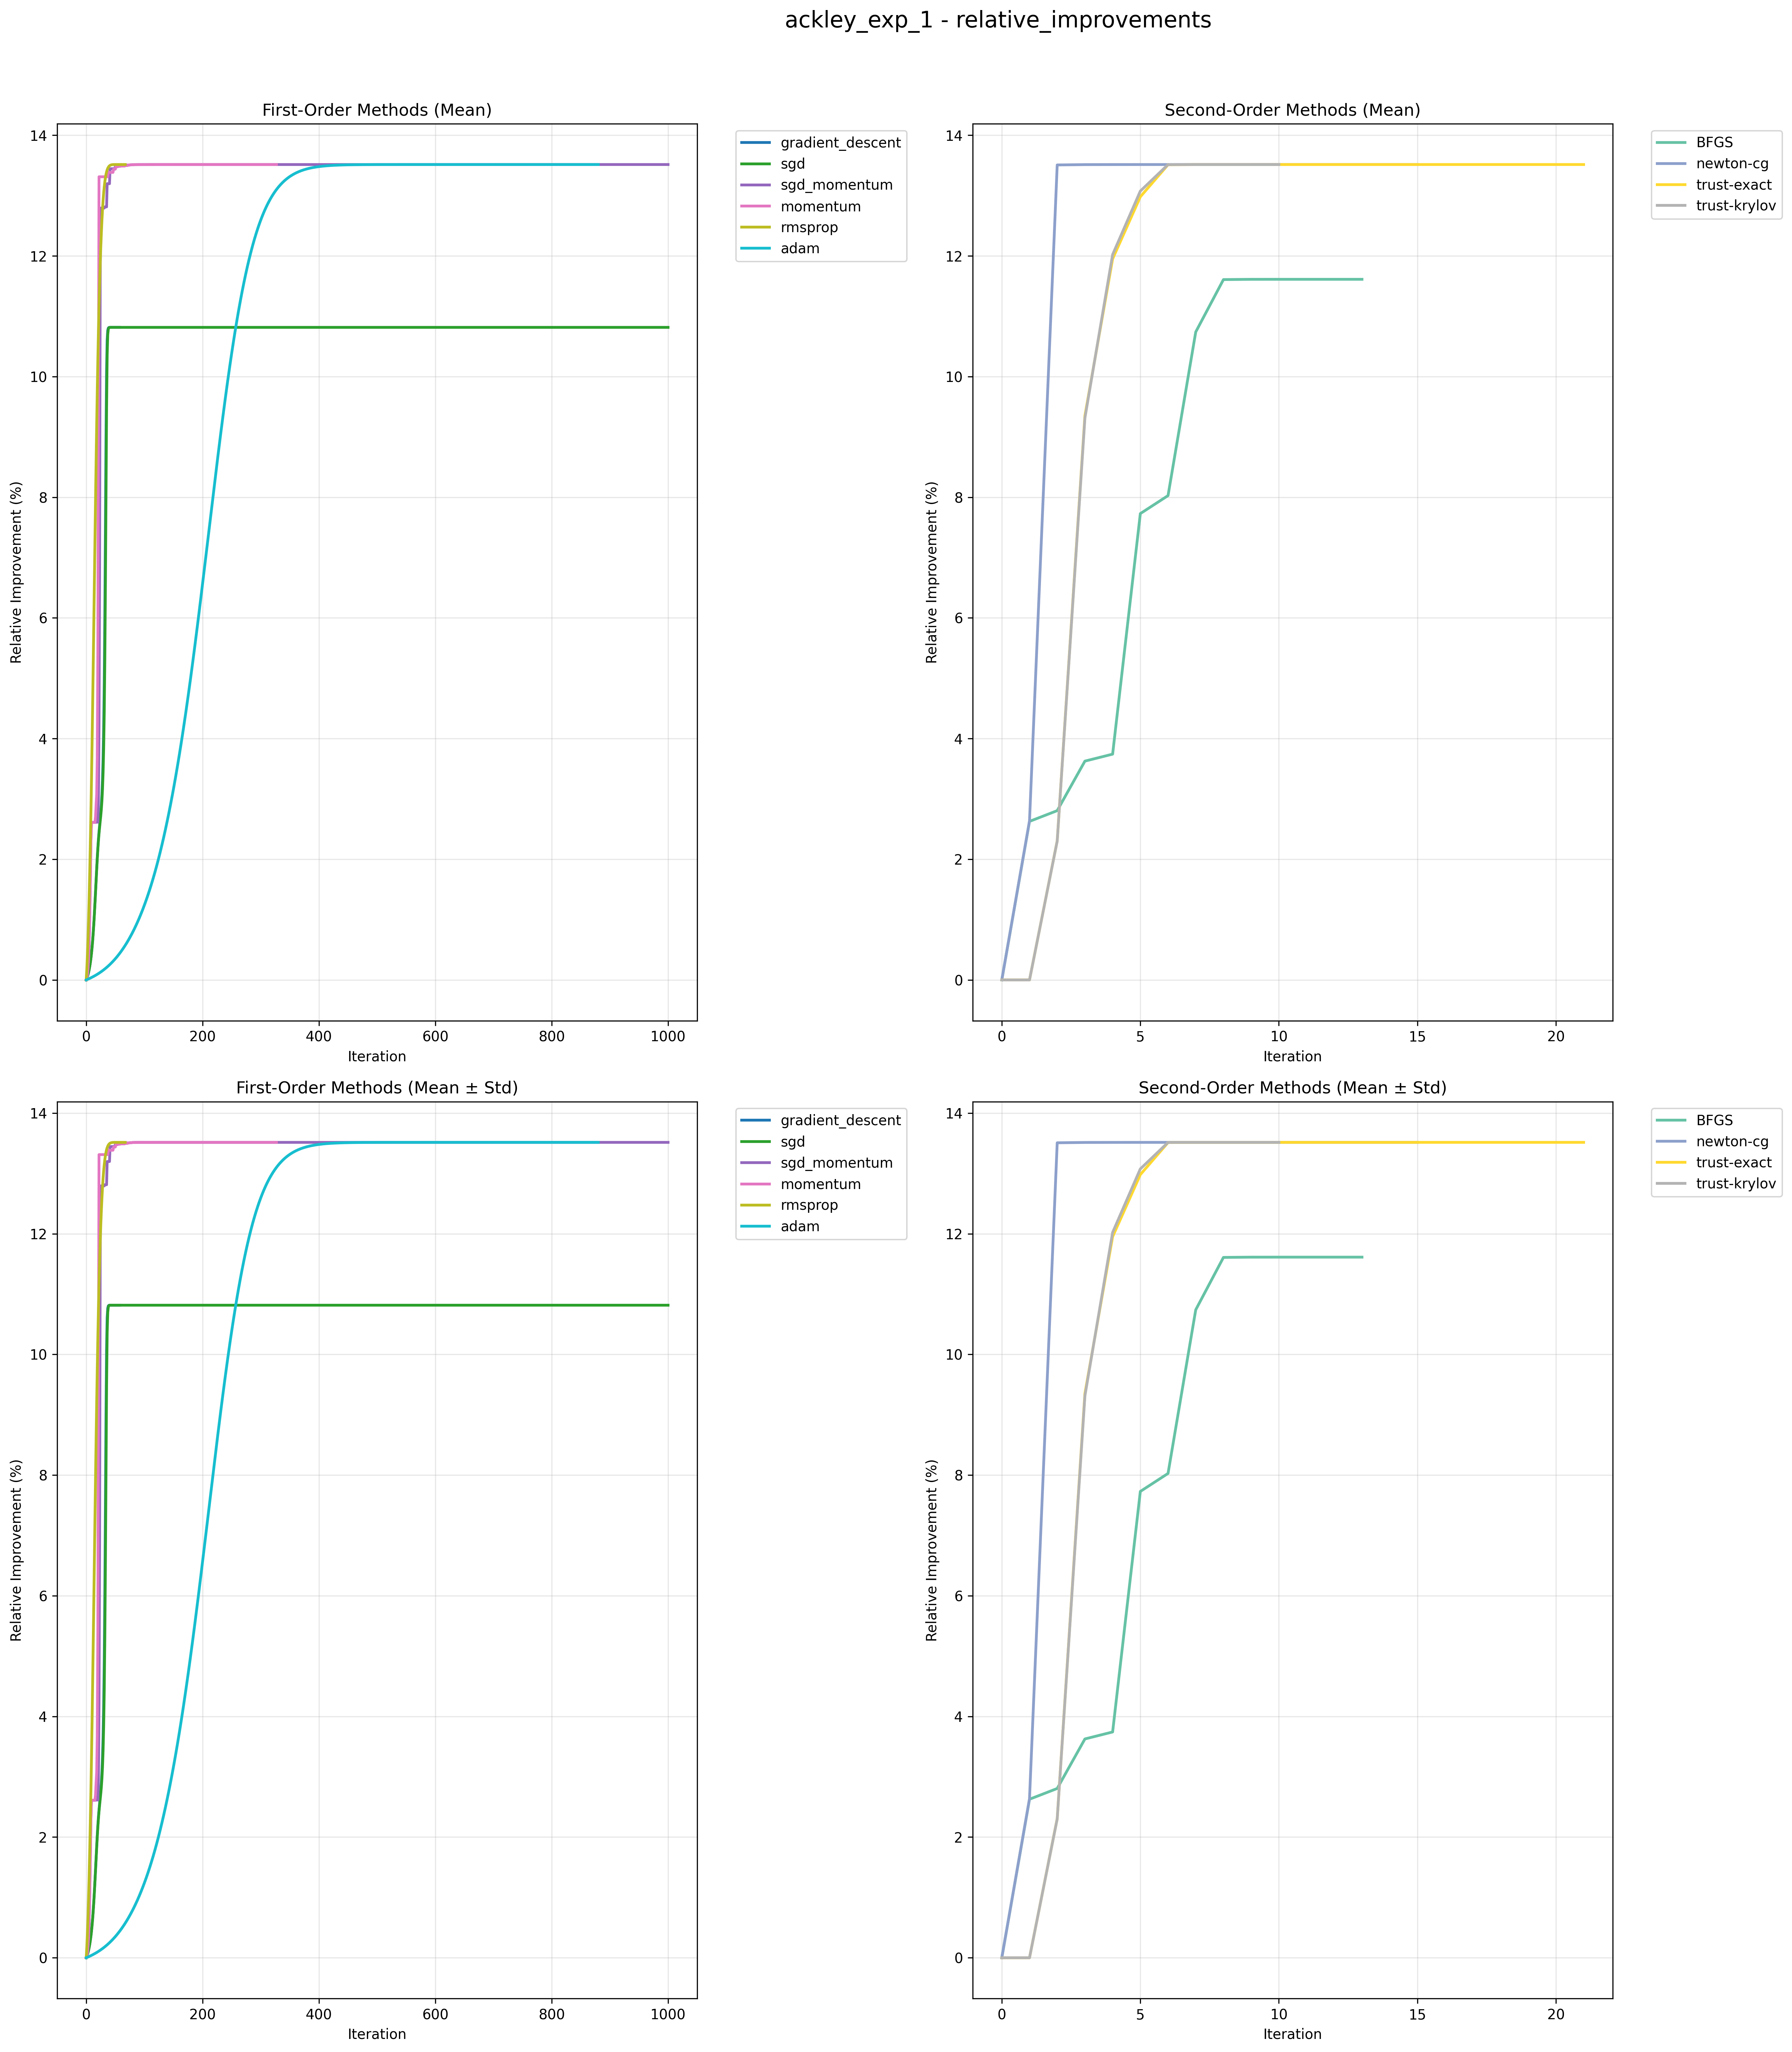 ackley_exp_1 - relative_improvements
First-Order Methods (Mean)
14
12
10
8
6
4
2
0
Relative Improvement (%)
0 200 400 600 800 1000
Iteration
gradient_descent
sgd
sgd_momentum
momentum
rmsprop
adam
Second-Order Methods (Mean)
14
12
10
8
6
4
2
0
Relative Improvement (%)
0 5 10 15 20
Iteration
BFGS
newton-cg
trust-exact
trust-krylov
First-Order Methods (Mean ± Std)
14
12
10
8
6
4
2
0
Relative Improvement (%)
0 200 400 600 800 1000
Iteration
gradient_descent
sgd
sgd_momentum
momentum
rmsprop
adam
Second-Order Methods (Mean ± Std)
14
12
10
8
6
4
2
0
Relative Improvement (%)
0 5 10 15 20
Iteration
BFGS
newton-cg
trust-exact
trust-krylov